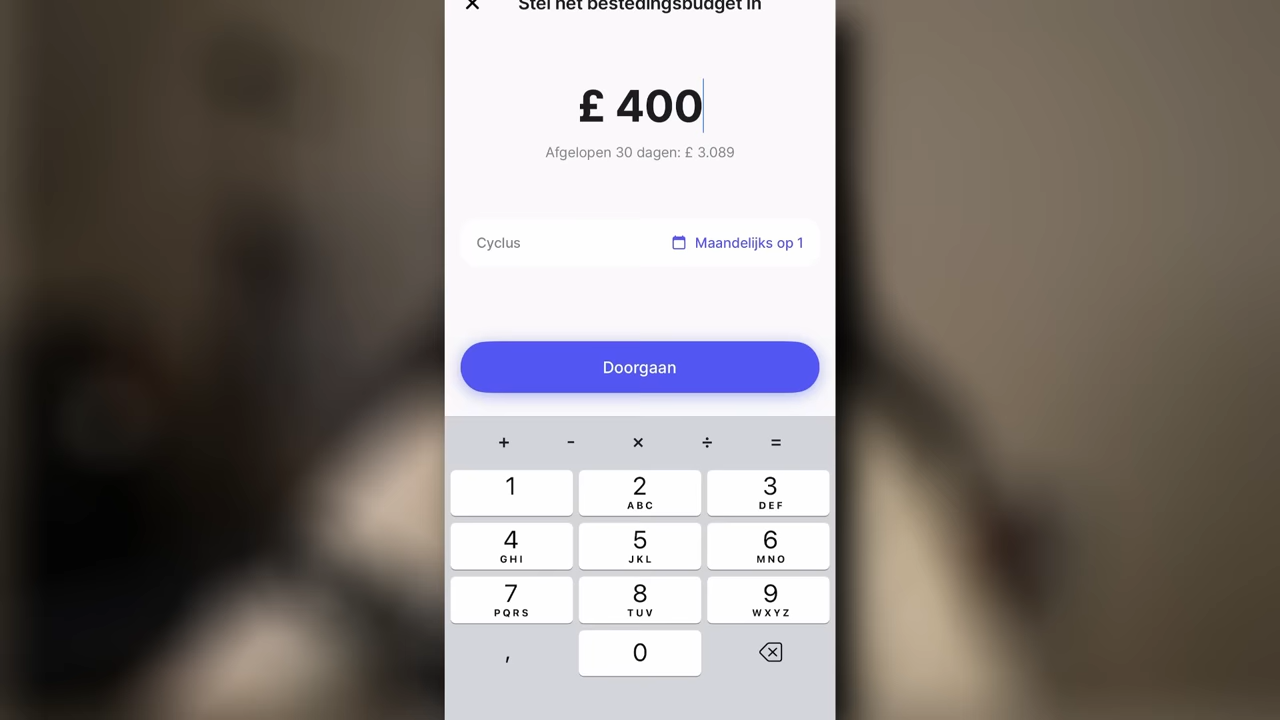 Stel het bestedingsbudget in
£ 400
Afgelopen 30 dagen: £ 3.089
Cyclus
Maandelijks op 1
Doorgaan
+ - × ÷ =
1 2 3
ABC DEF
4 5 6
GHI JKL MNO
7 8 9
PQRS TUV WXYZ
, 0